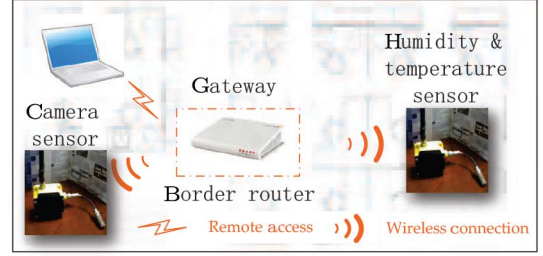 Humidity &
temperature
sensor
Gateway
Camera
sensor
Border router
Remote access
Wireless connection